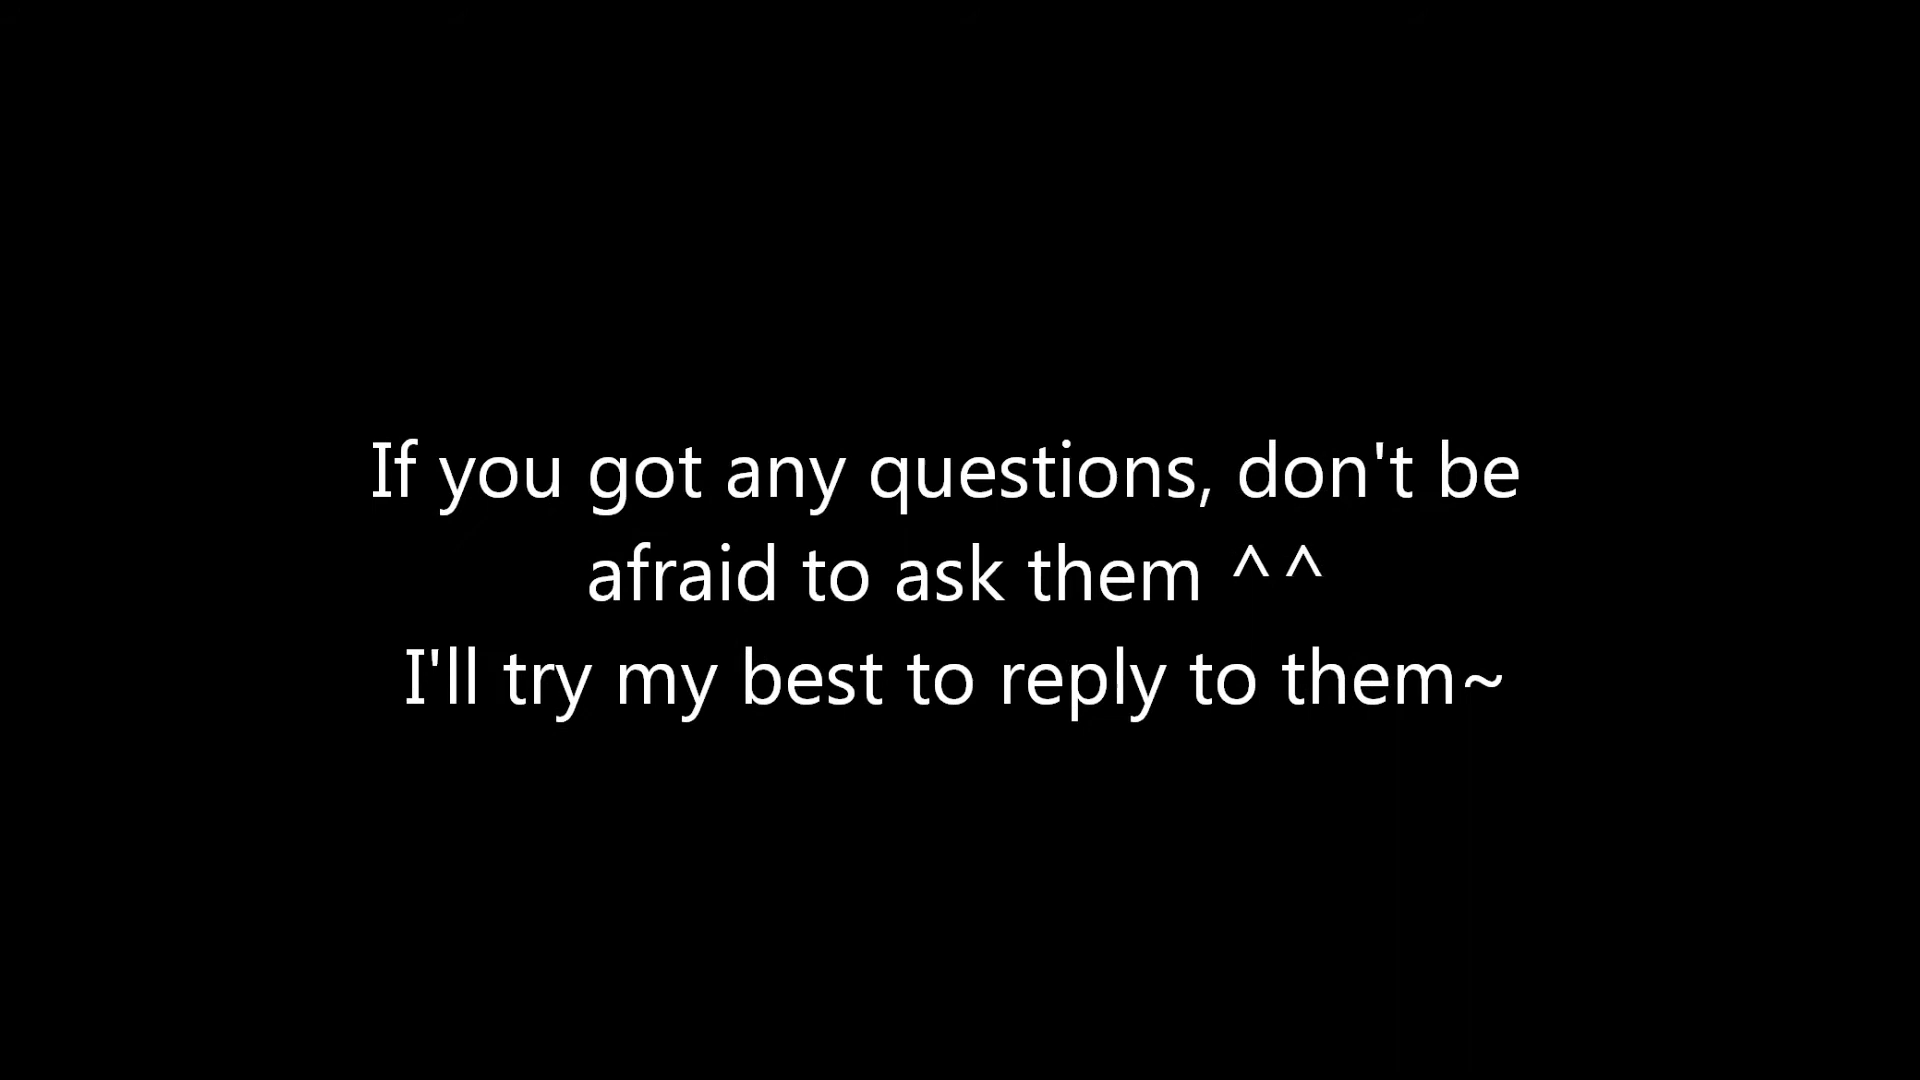 If you got any questions, don't be
afraid to ask them ^^
I'll try my best to reply to them~